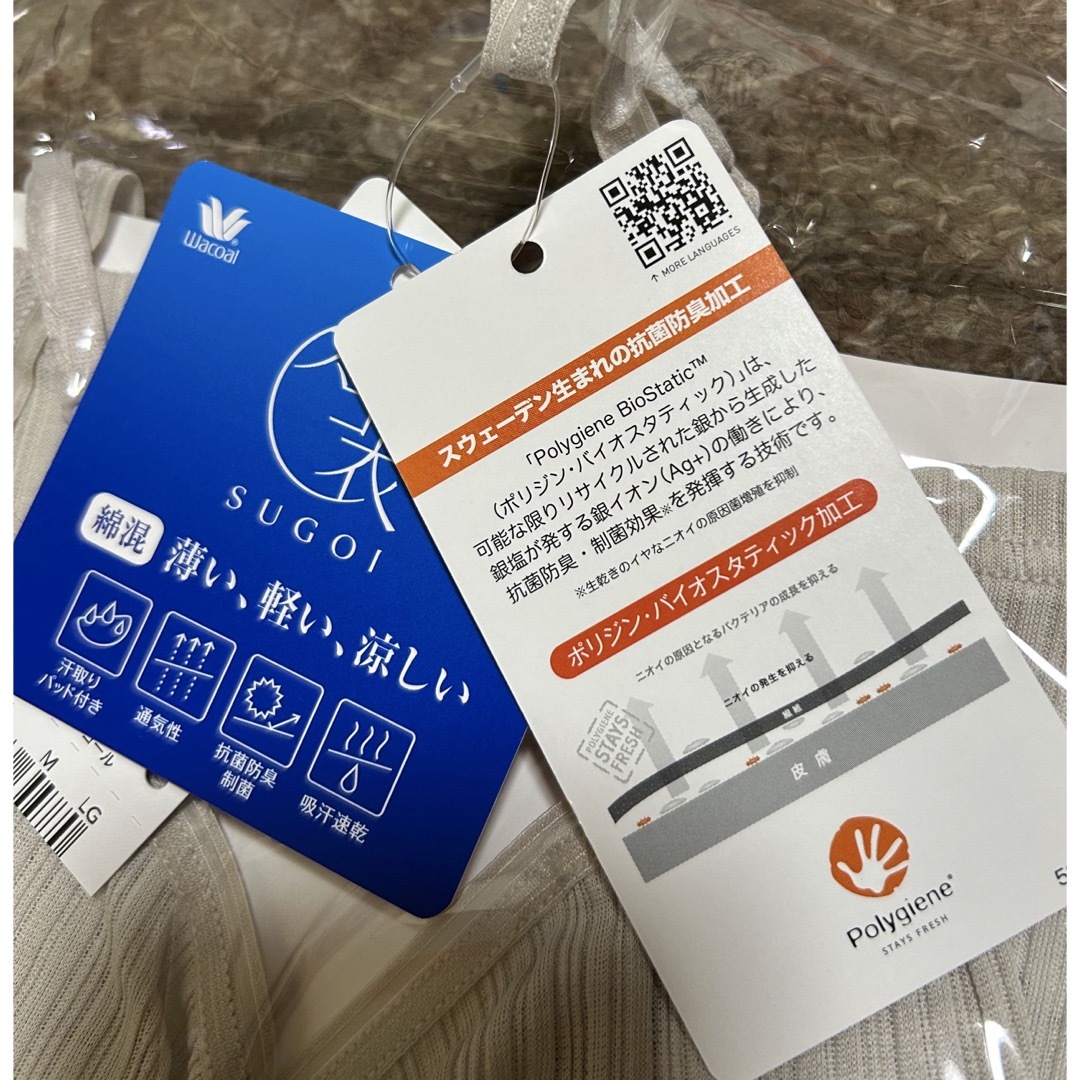 Wacoal
SUGOI
綿混
薄い、軽い、涼しい
汗取り
パッド付き
通気性
抗菌防臭
制菌
吸汗速乾
ール
M
LG
↑ MORE LANGUAGES
スウェーデン生まれの抗菌防臭加工
「Polygiene BioStatic™
(ポリジン・バイオスタティック)」は、
可能な限りリサイクルされた銀から生成した
銀塩が発する銀イオン(Ag+)の働きにより、
抗菌防臭・制菌効果※を発揮する技術です。
※生乾きのイヤなニオイの原因菌増殖を抑制
ポリジン・バイオスタティック加工
ニオイの原因となるバクテリアの成長を抑える
ニオイの発生を抑える
繊維
皮膚
POLYGIENE
STAYS
FRESH
Polygiene®
STAYS FRESH